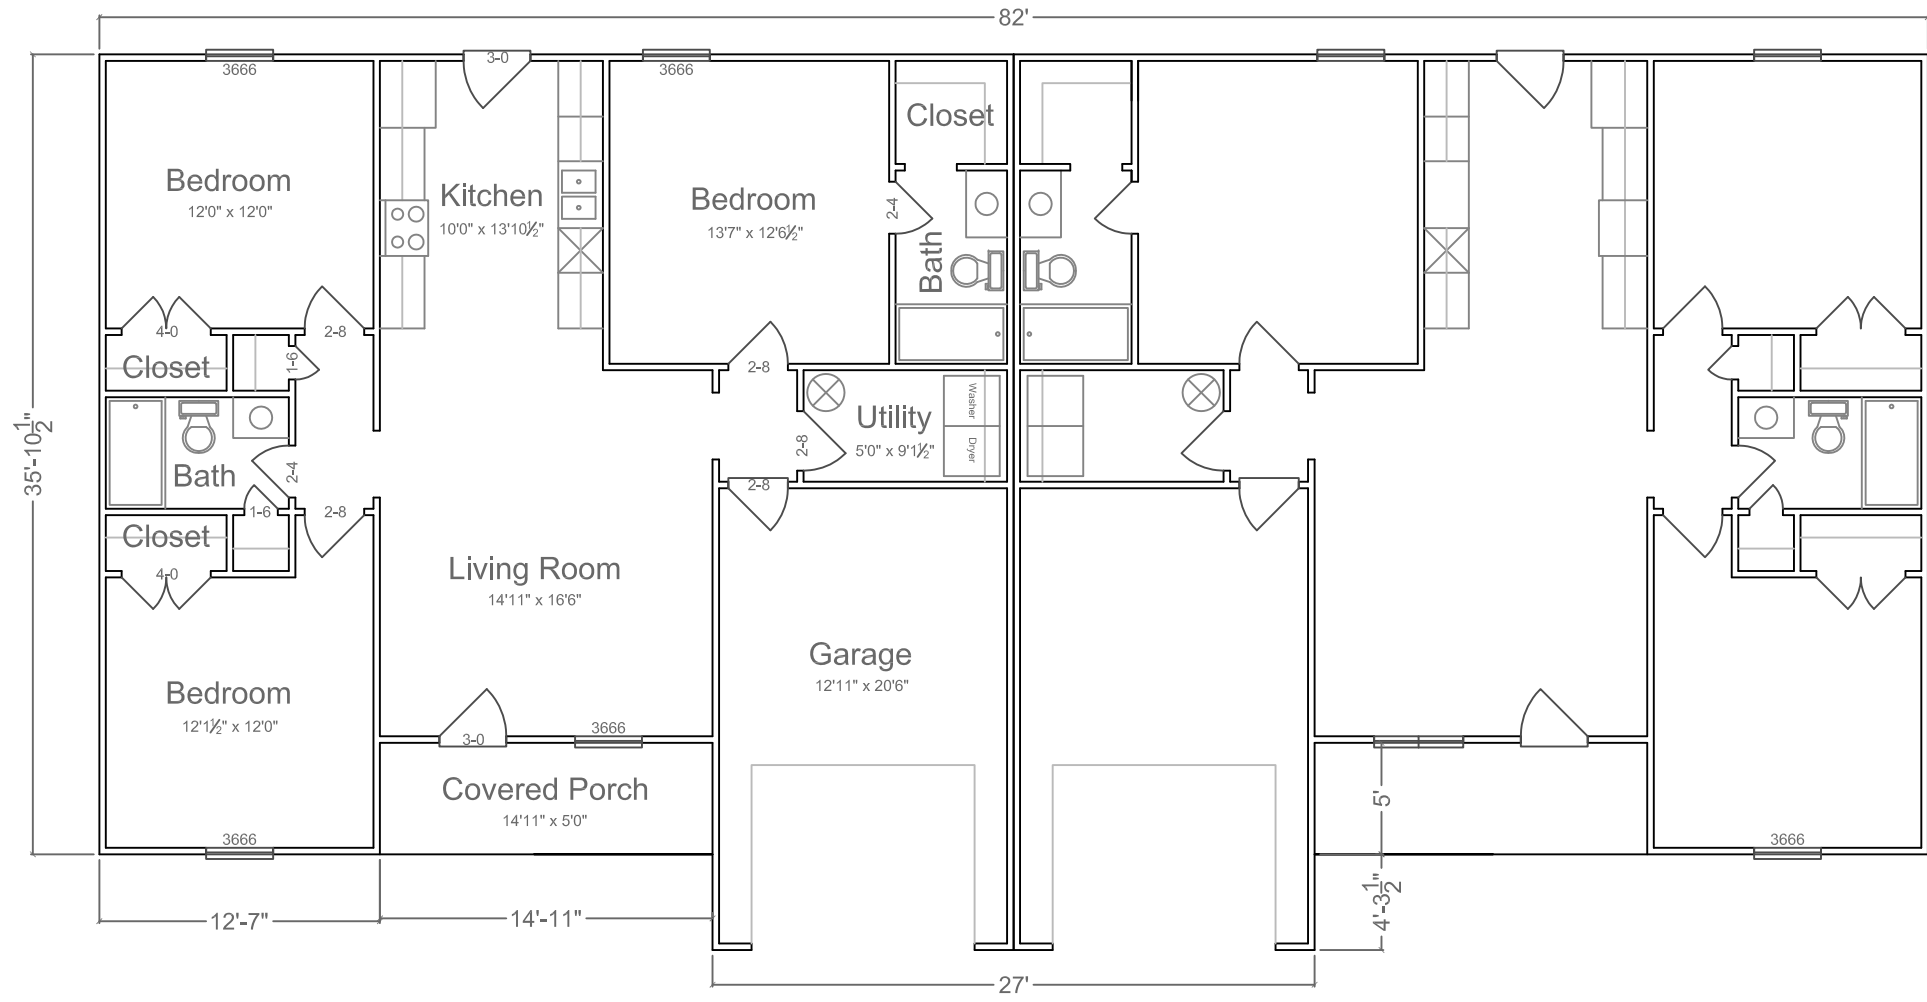 82'
3-0
3666
3666
Closet
Bedroom
12'0" x 12'0"
Kitchen
10'0" x 13'10½"
Bedroom
13'7" x 12'6½"
2-4
Bath
4-0
2-8
1-6
Closet
2-8
Washer
Dryer
Utility
5'0" x 9'1½"
2-8
35'-10½"
Bath
2-4
2-8
1-6
2-8
Closet
4-0
Living Room
14'11" x 16'6"
Garage
12'11" x 20'6"
Bedroom
12'1½" x 12'0"
3666
3-0
Covered Porch
14'11" x 5'0"
5'
3666
3666
4'-3½"
12'-7"
14'-11"
27'